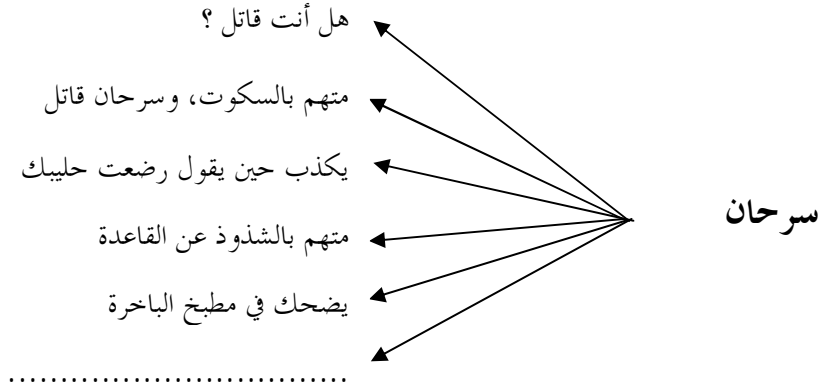 هل أنت قاتل ؟
متهم بالسكوت، وسرحان قاتل
يكذب حين يقول رضعت حليبك
سرحان
متهم بالشذوذ عن القاعدة
يضحك في مطبخ الباخرة
.................................